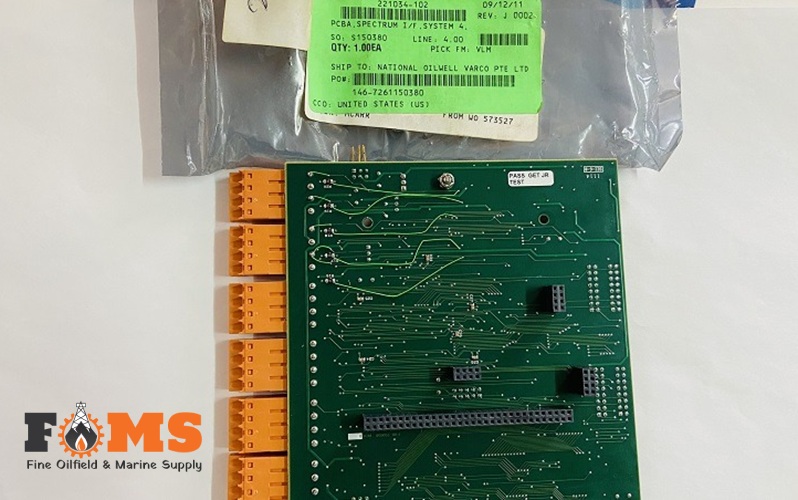 221034-102 09/12/11
PCBA,SPECTRUM I/F,SYSTEM 4, REV: J 0002
SO: S150380 LINE: 4.00
QTY: 1.00EA PICK FM: VLM
SHIP TO: NATIONAL OILWELL VARCO PTE LTD
PO#:
146-7261150380
CCO: UNITED STATES (US)
FROM WO 573527
PASS GET JR
TEST
FOMS
Fine Oilfield & Marine Supply